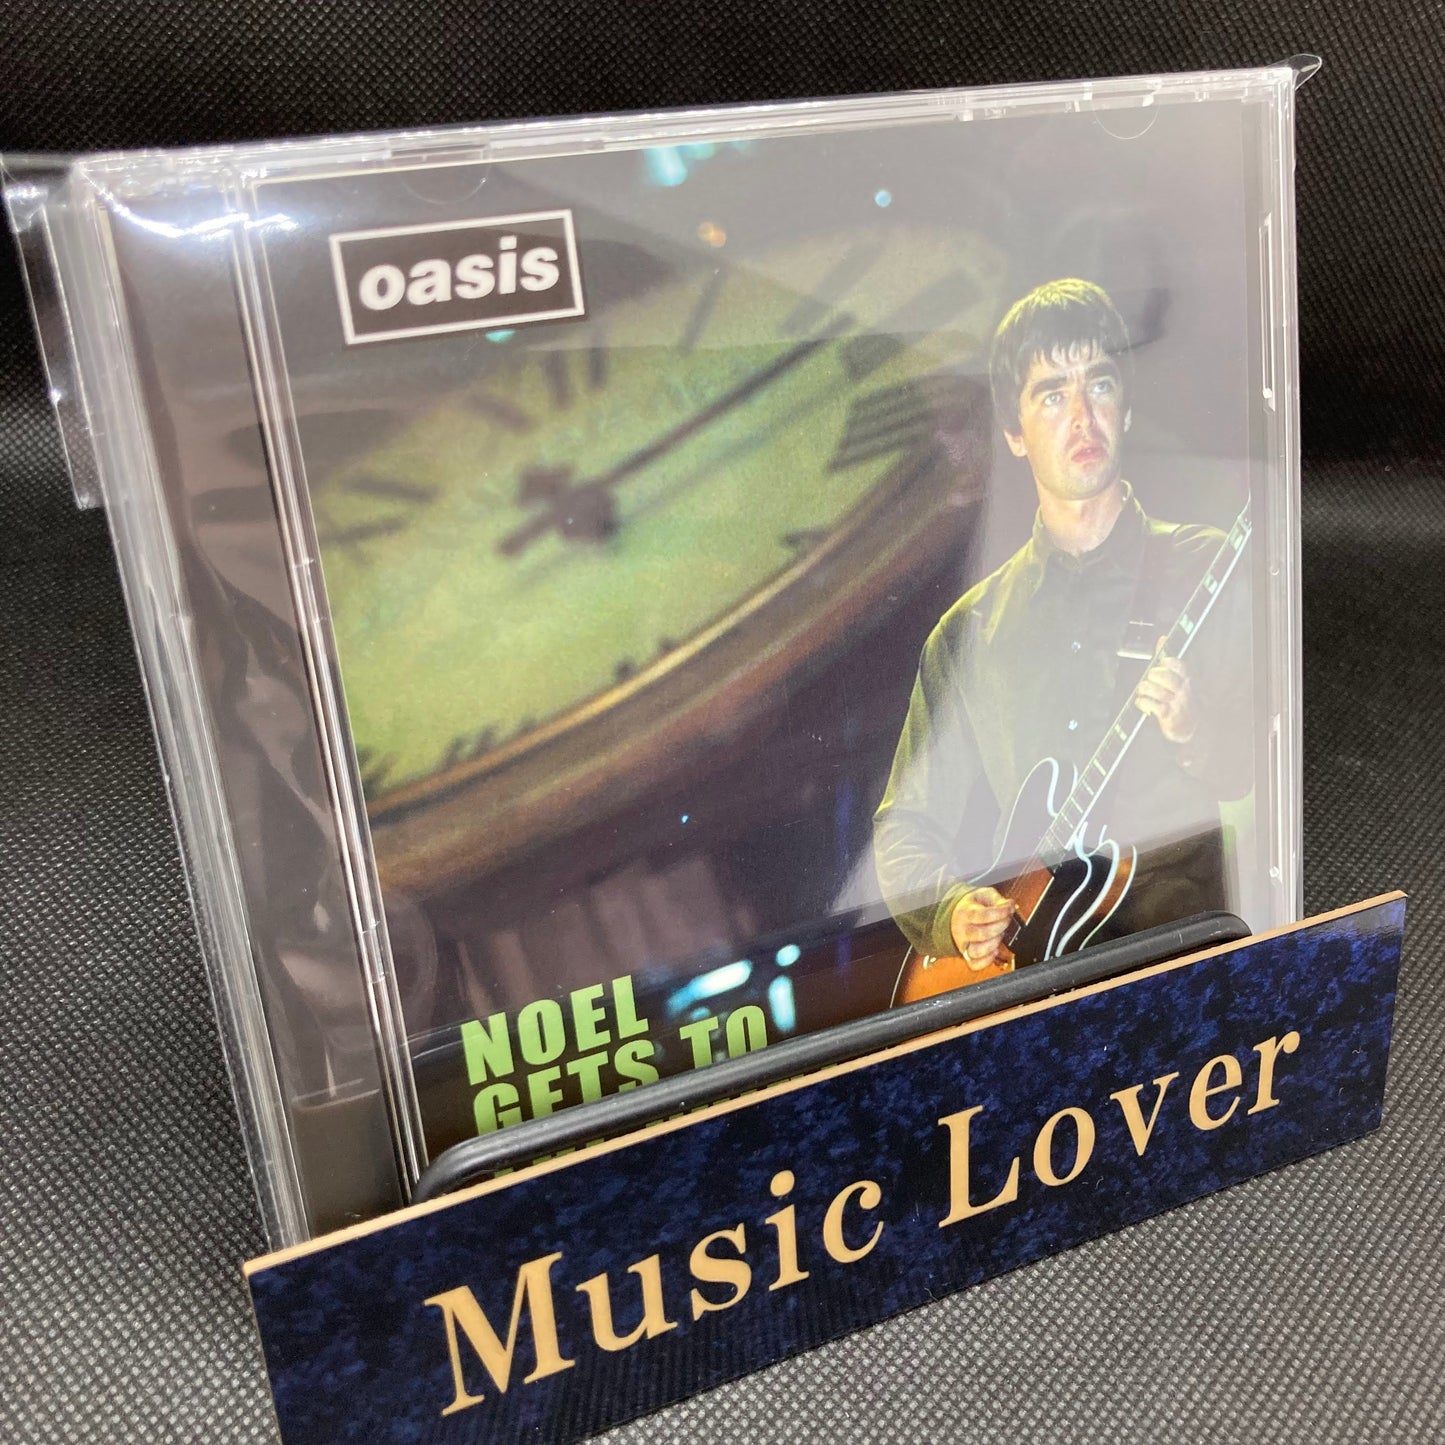 oasis
NOEL
GETS TO
Music Lover